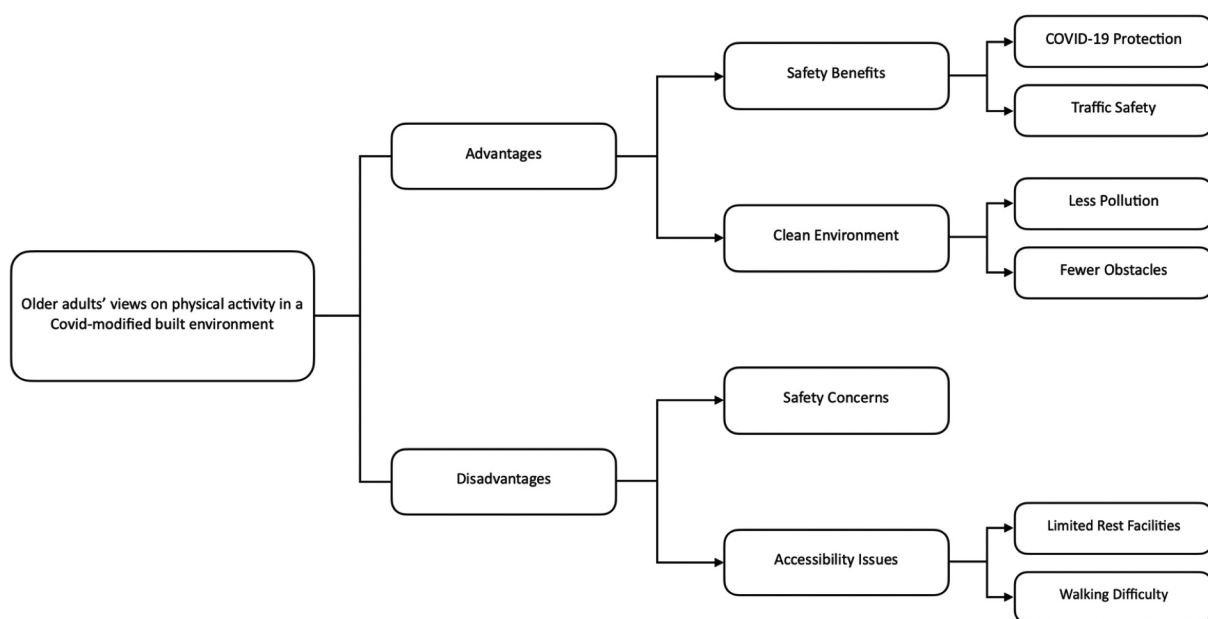 Older adults’ views on physical activity in a
Covid-modified built environment
Advantages
Safety Benefits
COVID-19 Protection
Traffic Safety
Clean Environment
Less Pollution
Fewer Obstacles
Disadvantages
Safety Concerns
Accessibility Issues
Limited Rest Facilities
Walking Difficulty